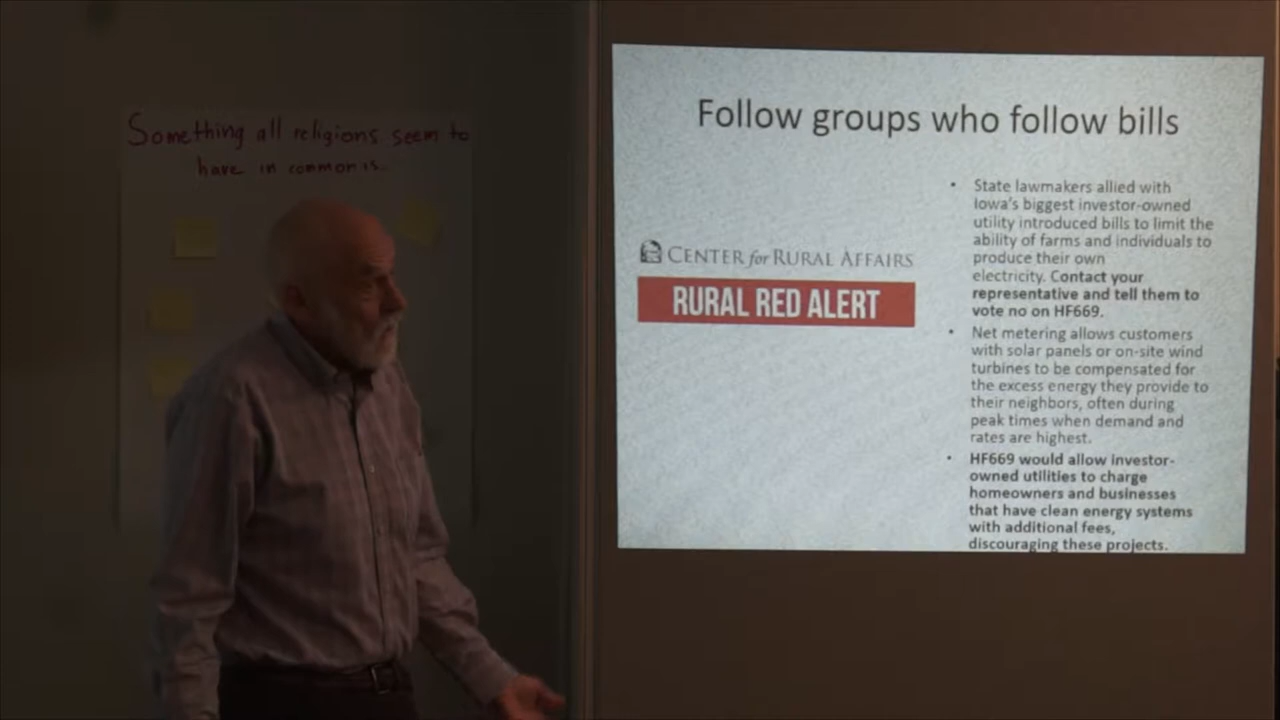 Something all religions seem to
have in common is:
Follow groups who follow bills
CENTER for RURAL AFFAIRS
RURAL RED ALERT
• State lawmakers allied with
Iowa's biggest investor-owned
utility introduced bills to limit the
ability of farms and individuals to
produce their own
electricity. Contact your
representative and tell them to
vote no on HF669.
• Net metering allows customers
with solar panels or on-site wind
turbines to be compensated for
the excess energy they provide to
their neighbors, often during
peak times when demand and
rates are highest.
• HF669 would allow investor-
owned utilities to charge
homeowners and businesses
that have clean energy systems
with additional fees,
discouraging these projects.